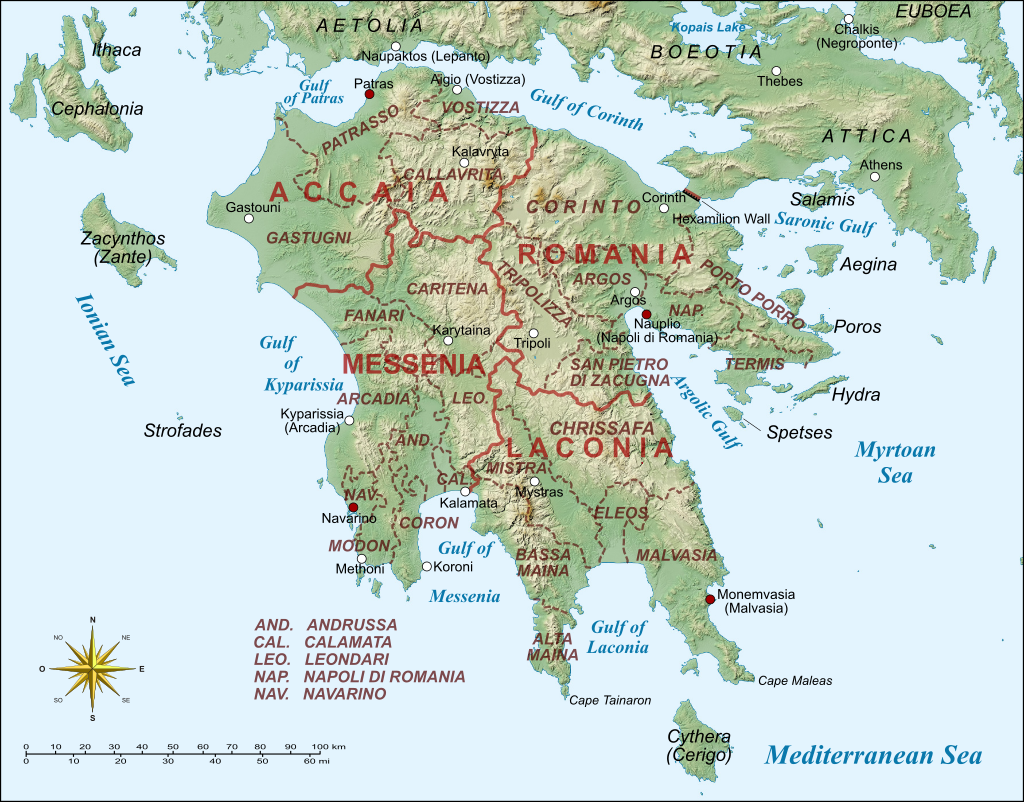 EUBOEA
AETOLIA
Kopais Lake
Chalkis
(Negroponte)
Ithaca
Naupaktos (Lepanto)
BOEOTIA
Thebes
Gulf
of Patras
Patras
Aigio (Vostizza)
VOSTIZZA
Gulf of Corinth
Cephalonia
PATRASSO
ATTICA
Kalavryta
CALLAVRITA
Athens
ACCAIA
Gastouni
CORINTO
Corinth
Hexamilion Wall
Salamis
Saronic Gulf
Zacynthos
(Zante)
GASTUGNI
ROMANIA
Aegina
ARGOS
TRIPOLIZZA
PORTO PORRO
CARITENA
Argos
NAP.
Nauplio
(Napoli di Romania)
Poros
Ionian Sea
FANARI
Karytaina
Tripoli
Gulf
of
Kyparissia
MESSENIA
SAN PIETRO
DI ZACUGNA
TERMIS
Argolic Gulf
Hydra
ARCADIA
LEO.
Kyparissia
(Arcadia)
Strofades
CHRISSAFA
Spetses
AND.
LACONIA
Myrtoan
Sea
MISTRA
CAL.
Mystras
NAV.
Kalamata
Navarino
CORON
ELEOS
MODON
Gulf of
Messenia
Methoni
Koroni
BASSA
MAINA
MALVASIA
Monemvasia
(Malvasia)
AND. ANDRUSSA
CAL. CALAMATA
LEO. LEONDARI
NAP. NAPOLI DI ROMANIA
NAV. NAVARINO
ALTA
MAINA
Gulf of
Laconia
N
NO NE
O E
SO SE
S
Cape Maleas
Cape Tainaron
Cythera
(Cerigo)
Mediterranean Sea
0 10 20 30 40 50 60 70 80 90 100 km
0 10 20 30 40 50 60 mi